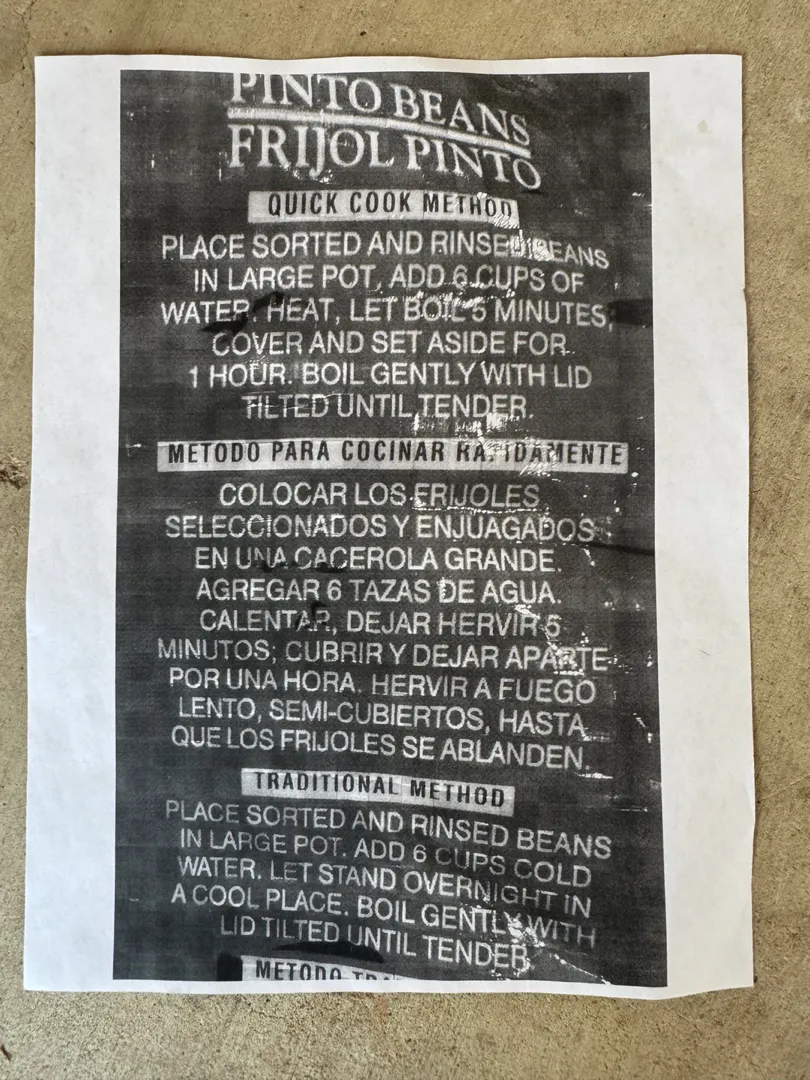 PINTO BEANS
FRIJOL PINTO
QUICK COOK METHOD
PLACE SORTED AND RINSED BEANS
IN LARGE POT, ADD 6 CUPS OF
WATER, HEAT, LET BOIL 5 MINUTES,
COVER AND SET ASIDE FOR
1 HOUR. BOIL GENTLY WITH LID
TILTED UNTIL TENDER.
METODO PARA COCINAR RAPIDAMENTE
COLOCAR LOS FRIJOLES
SELECCIONADOS Y ENJUAGADOS
EN UNA CACEROLA GRANDE.
AGREGAR 6 TAZAS DE AGUA.
CALENTAR, DEJAR HERVIR 5
MINUTOS; CUBRIR Y DEJAR APARTE
POR UNA HORA. HERVIR A FUEGO
LENTO, SEMI-CUBIERTOS, HASTA
QUE LOS FRIJOLES SE ABLANDEN.
TRADITIONAL METHOD
PLACE SORTED AND RINSED BEANS
IN LARGE POT. ADD 6 CUPS COLD
WATER. LET STAND OVERNIGHT IN
A COOL PLACE. BOIL GENTLY WITH
LID TILTED UNTIL TENDER
METODO